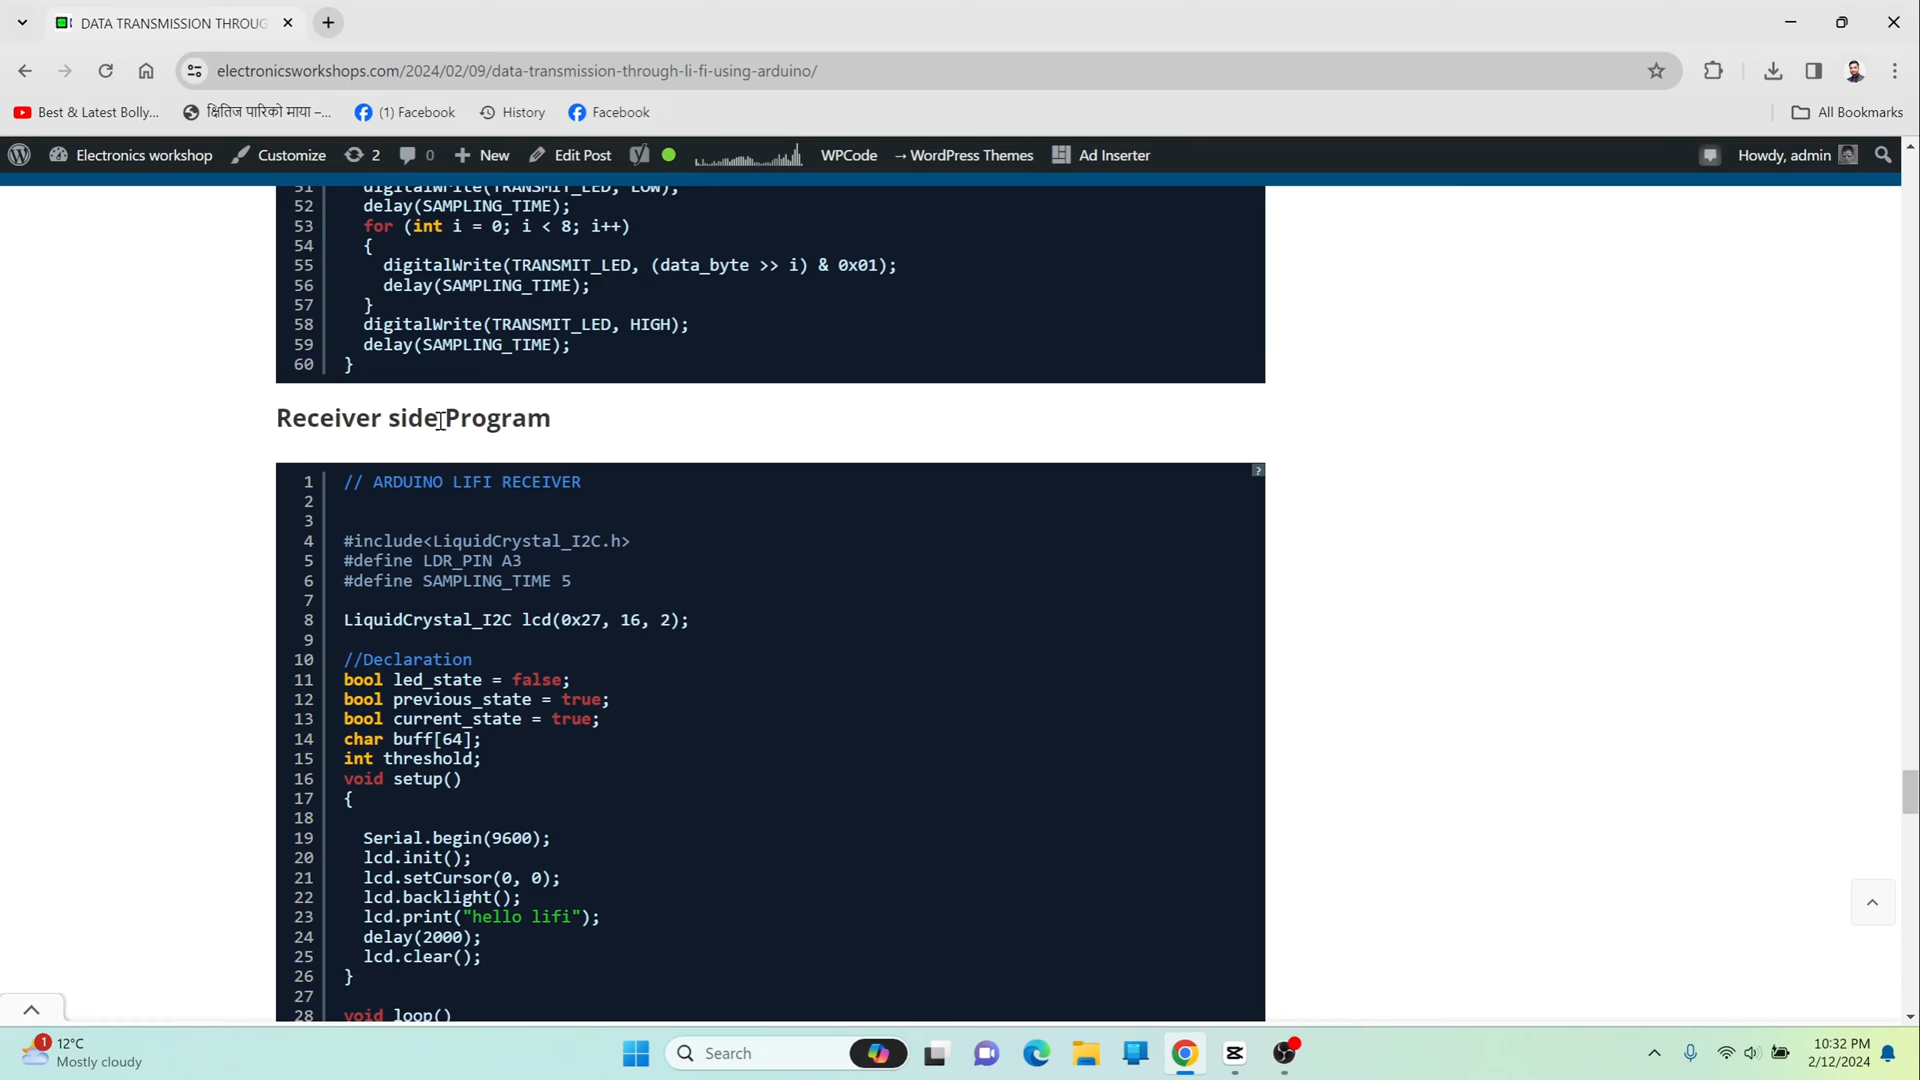 DATA TRANSMISSION THROUG
electronicsworkshops.com/2024/02/09/data-transmission-through-li-fi-using-arduino/
Best & Latest Bolly...
क्षितिज पारिको माया –...
(1) Facebook
History
Facebook
All Bookmarks
Electronics workshop
Customize
2
0
New
Edit Post
WPCode
→ WordPress Themes
Ad Inserter
Howdy, admin
51 digitalWrite(TRANSMIT_LED, LOW);
52 delay(SAMPLING_TIME);
53 for (int i = 0; i < 8; i++)
54 {
55 digitalWrite(TRANSMIT_LED, (data_byte >> i) & 0x01);
56 delay(SAMPLING_TIME);
57 }
58 digitalWrite(TRANSMIT_LED, HIGH);
59 delay(SAMPLING_TIME);
60 }
Receiver side Program
?
1 // ARDUINO LIFI RECEIVER
2
3
4 #include<LiquidCrystal_I2C.h>
5 #define LDR_PIN A3
6 #define SAMPLING_TIME 5
7
8 LiquidCrystal_I2C lcd(0x27, 16, 2);
9
10 //Declaration
11 bool led_state = false;
12 bool previous_state = true;
13 bool current_state = true;
14 char buff[64];
15 int threshold;
16 void setup()
17 {
18
19 Serial.begin(9600);
20 lcd.init();
21 lcd.setCursor(0, 0);
22 lcd.backlight();
23 lcd.print("hello lifi");
24 delay(2000);
25 lcd.clear();
26 }
27
28 void loop()
1
12°C
Mostly cloudy
Search
10:32 PM
2/12/2024